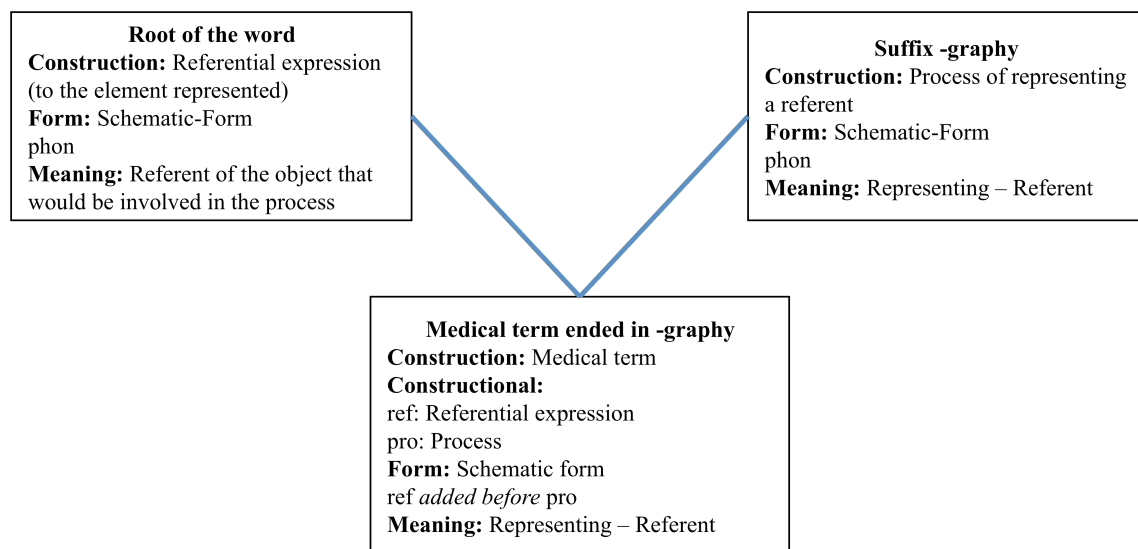 Root of the word
Construction: Referential expression
(to the element represented)
Form: Schematic-Form
phon
Meaning: Referent of the object that
would be involved in the process
Suffix -graphy
Construction: Process of representing
a referent
Form: Schematic-Form
phon
Meaning: Representing – Referent
Medical term ended in -graphy
Construction: Medical term
Constructional:
ref: Referential expression
pro: Process
Form: Schematic form
ref added before pro
Meaning: Representing – Referent